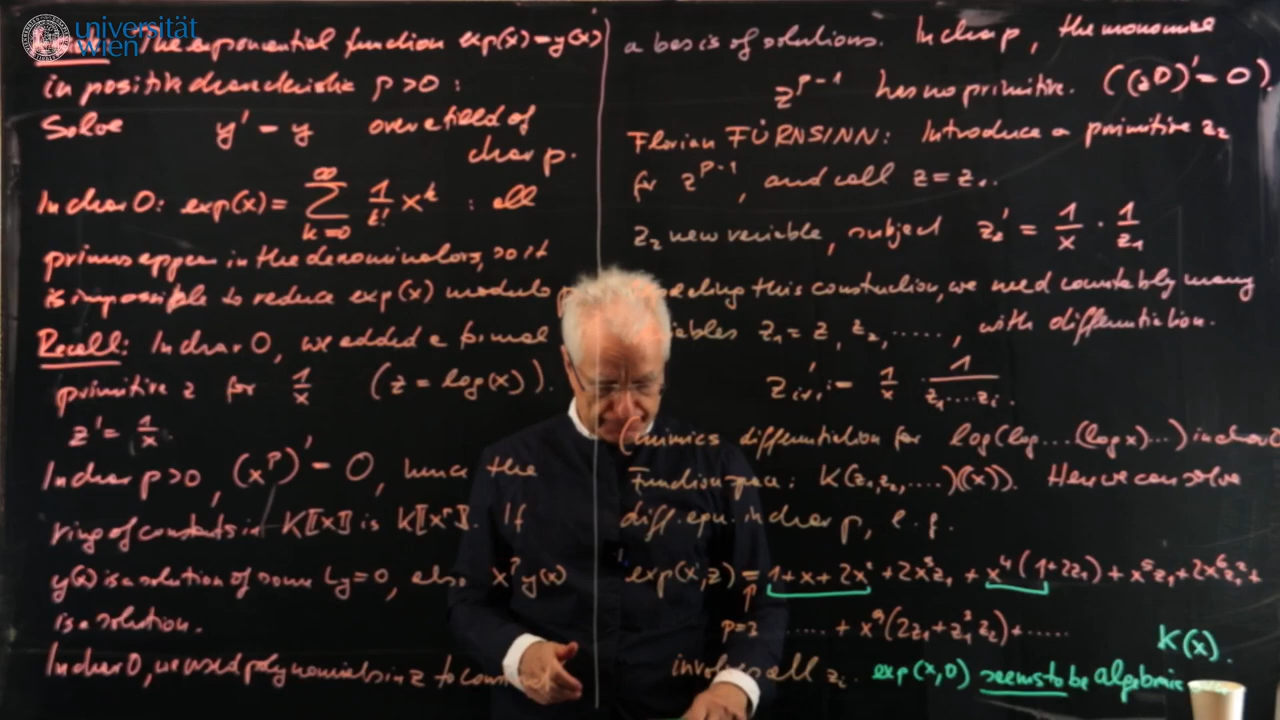 universität
wien
The exponential function exp(x) = y(x)
in positive characteristic p > 0 :
Solve y' = y over a field of
char p.
In char 0: exp(x) = ∑_{k=0}^{∞} 1/k! x^k : all
primes appear in the denominators, so it
is impossible to reduce exp(x) modulo
Recall: In char 0, we added a formal
primitive z for 1/x (z = log(x)).
z' = 1/x.
In char p > 0, (x^p)' = 0, hence the
ring of constants in K[[x]] is K[[x^p]]. If
y(x) is a solution of some Ly = 0, also x^p y(x)
is a solution.
In char 0, we used polynomials in z to
a basis of solutions. In char p, the monomial
z^{p-1} has no primitive. ((z^p)' = 0).
Florian FÜRNSINN: Introduce a primitive z_2
for z^{p-1}, and call z = z_1.
z_2 new variable, subject z_2' = 1/x · 1/z_1
this construction, we need countably many
z_1 = z, z_2, ....., with differentiation.
z_{i+1}' = 1/x · 1/(z_1 ... z_i).
(mimics differentiation for log(log...(log x)...) in char 0
Function space: K(z_1, z_2, ....)((x)). Hence we can solve
diff. eqn. in char p, e.g.
exp(x,z) = 1 + x + 2x^2 + 2x^3 z_1 + x^4(1+2z_1) + x^5 z_1 + 2x^6 z_1^2 +
p=3 ..... + x^9(2z_1 + z_1^3 z_2) + .....
involves all z_i. exp(x,0) seems to be algebraic
K(x).